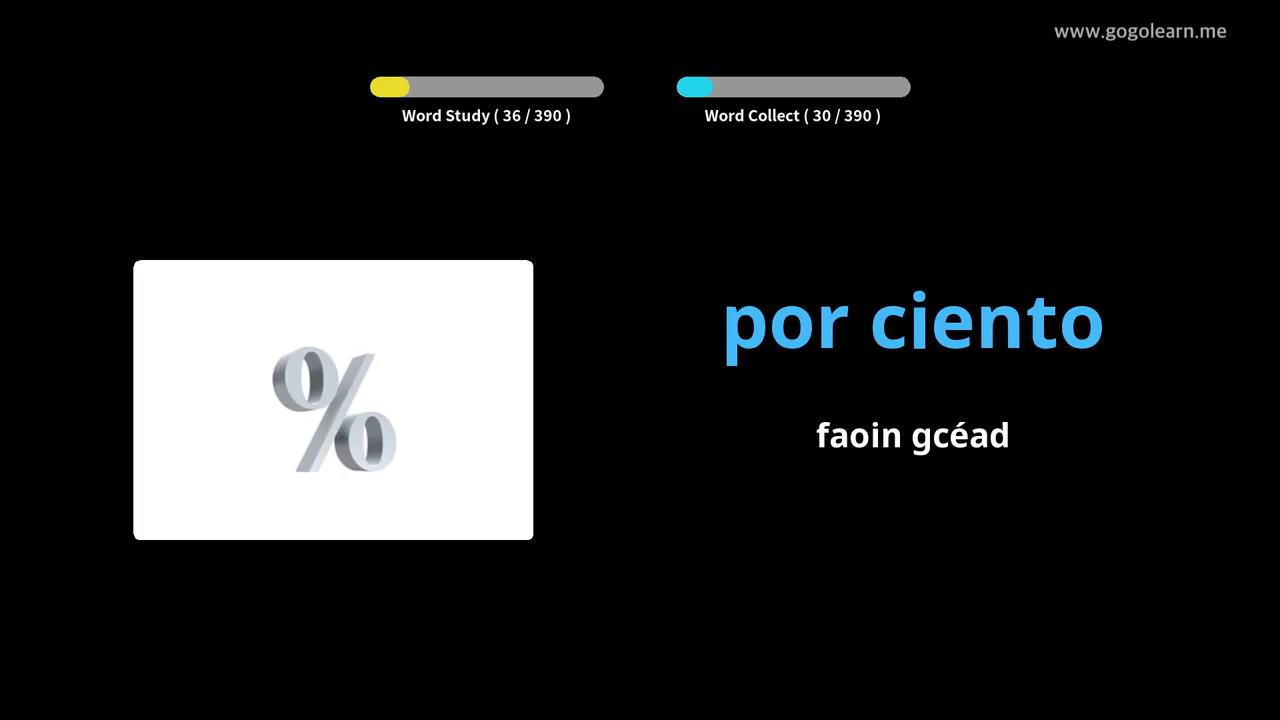 www.gogolearn.me
Word Study ( 36 / 390 )
Word Collect ( 30 / 390 )
%
por ciento
faoin gcéad